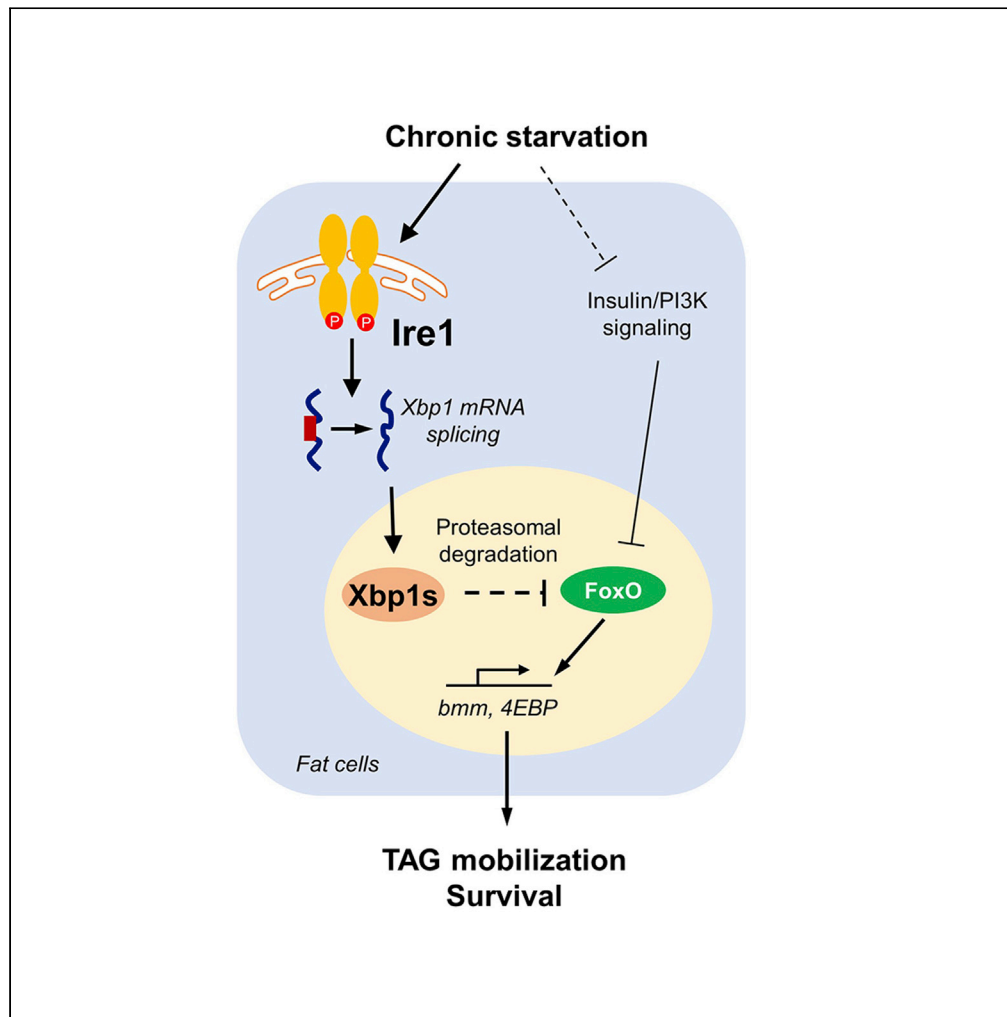 Chronic starvation
Insulin/PI3K
signaling
P P
Ire1
Xbp1 mRNA
splicing
Proteasomal
degradation
Xbp1s
FoxO
bmm, 4EBP
Fat cells
TAG mobilization
Survival